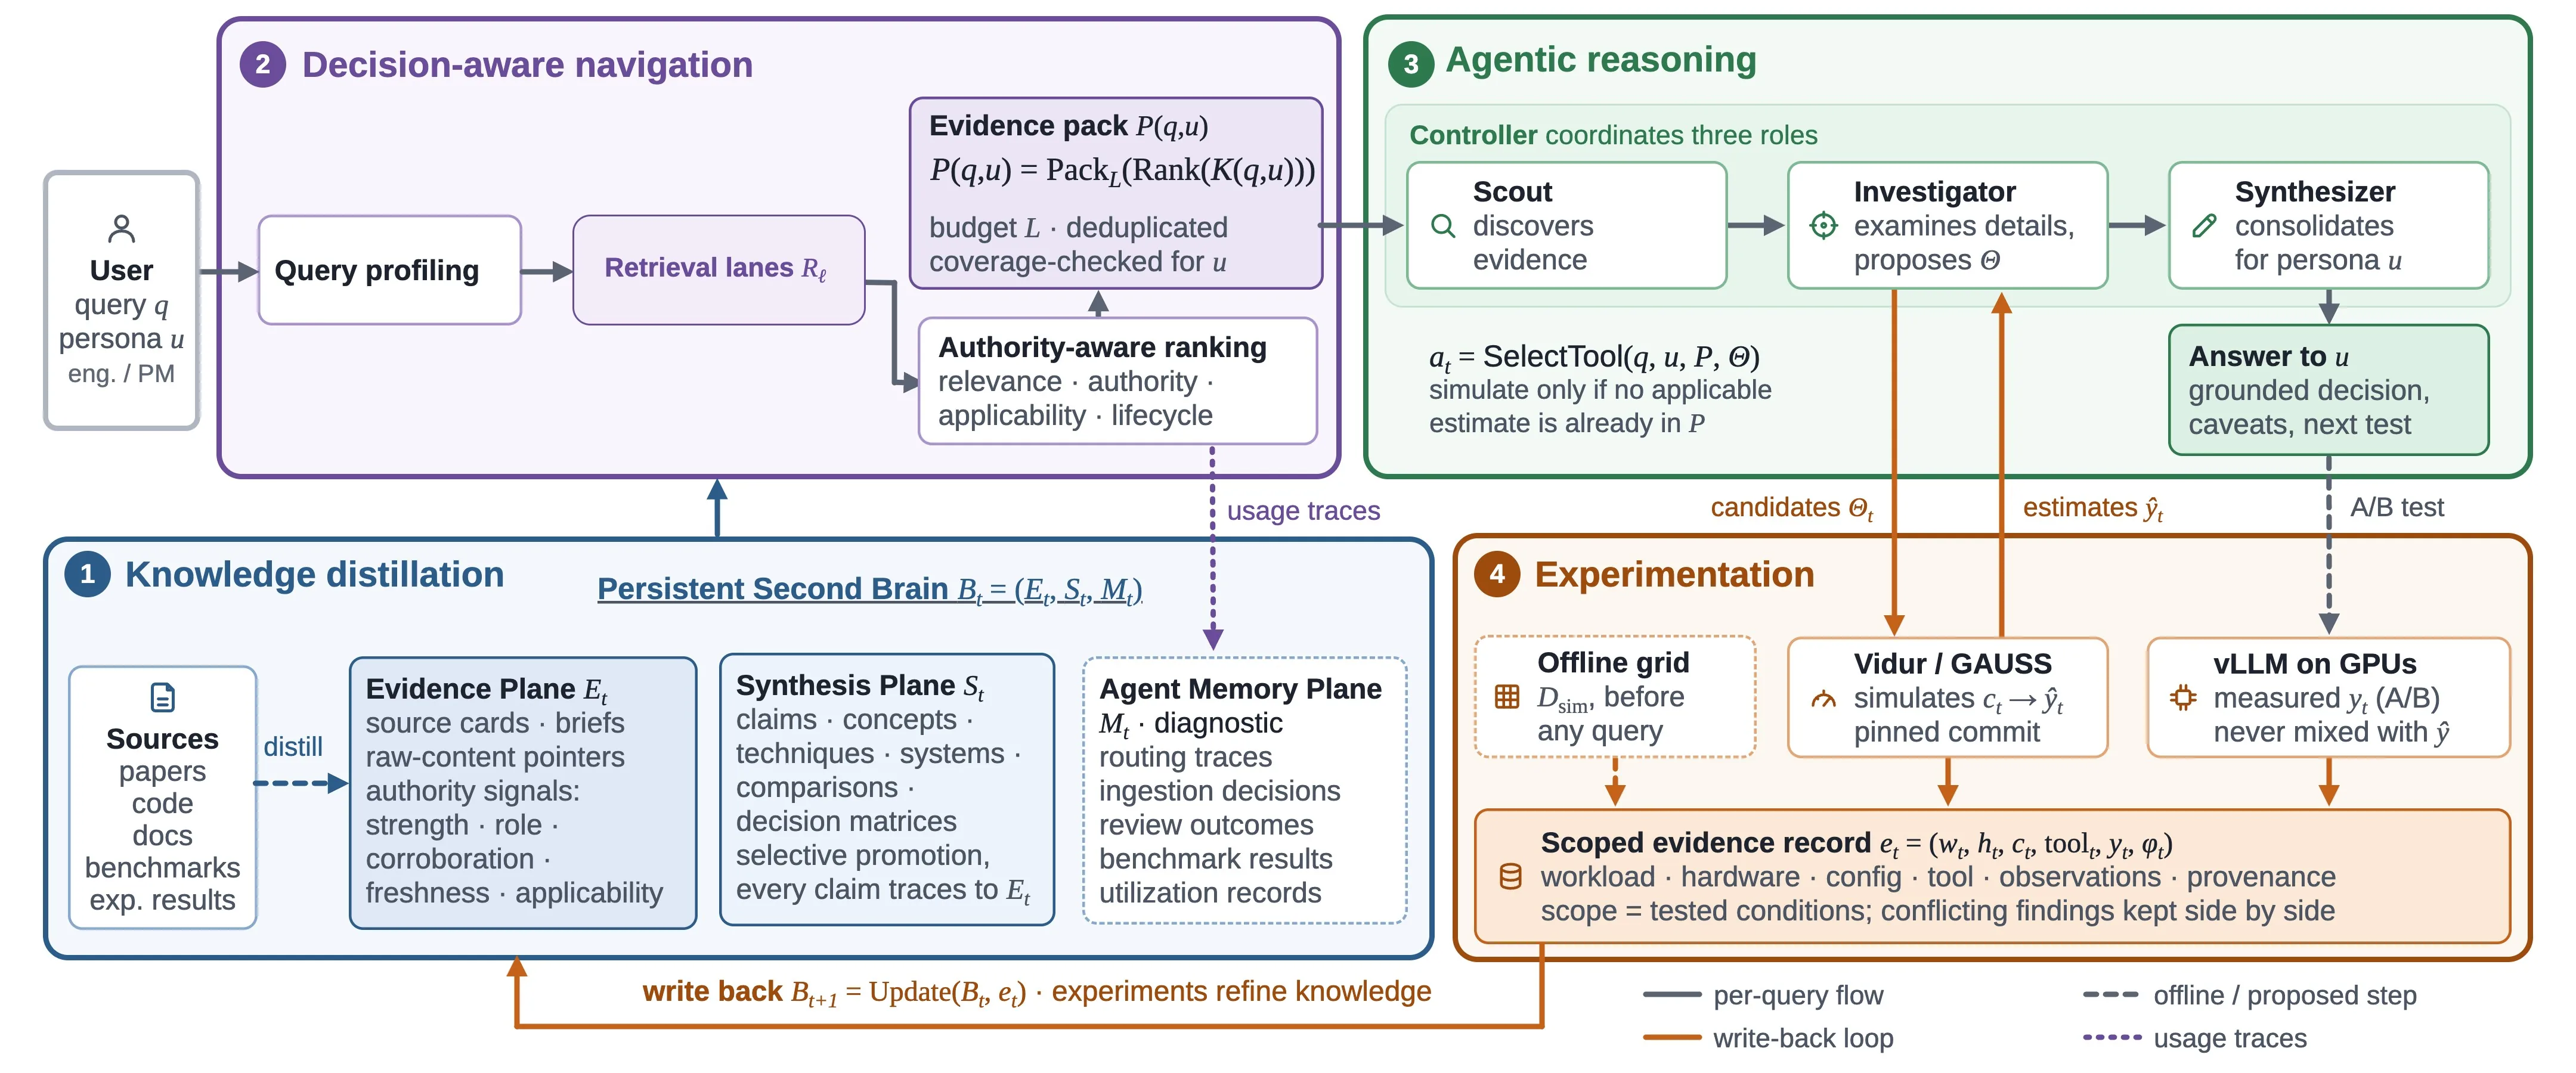 2 Decision-aware navigation
User
query q
persona u
eng. / PM
Query profiling
Retrieval lanes Rℓ
Evidence pack P(q,u)
P(q,u) = Pack_L(Rank(K(q,u)))
budget L · deduplicated
coverage-checked for u
Authority-aware ranking
relevance · authority ·
applicability · lifecycle
3 Agentic reasoning
Controller coordinates three roles
Scout
discovers
evidence
Investigator
examines details,
proposes Θ
Synthesizer
consolidates
for persona u
a_t = SelectTool(q, u, P, Θ)
simulate only if no applicable
estimate is already in P
Answer to u
grounded decision,
caveats, next test
usage traces
candidates Θ_t
estimates ŷ_t
A/B test
1 Knowledge distillation
Persistent Second Brain B_t = (E_t, S_t, M_t)
Sources
papers
code
docs
benchmarks
exp. results
distill
Evidence Plane E_t
source cards · briefs
raw-content pointers
authority signals:
strength · role ·
corroboration ·
freshness · applicability
Synthesis Plane S_t
claims · concepts ·
techniques · systems ·
comparisons ·
decision matrices
selective promotion,
every claim traces to E_t
Agent Memory Plane
M_t · diagnostic
routing traces
ingestion decisions
review outcomes
benchmark results
utilization records
4 Experimentation
Offline grid
D_sim, before
any query
Vidur / GAUSS
simulates c_t → ŷ_t
pinned commit
vLLM on GPUs
measured y_t (A/B)
never mixed with ŷ
Scoped evidence record e_t = (w_t, h_t, c_t, tool_t, y_t, φ_t)
workload · hardware · config · tool · observations · provenance
scope = tested conditions; conflicting findings kept side by side
write back B_{t+1} = Update(B_t, e_t) · experiments refine knowledge
per-query flow
offline / proposed step
write-back loop
usage traces